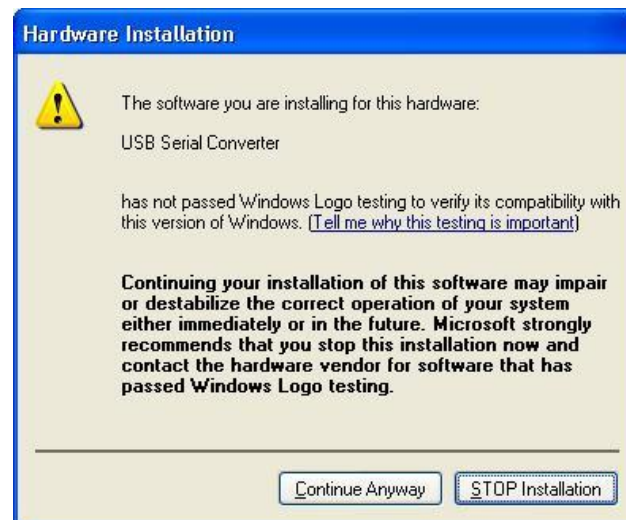 Hardware Installation
The software you are installing for this hardware:
USB Serial Converter
has not passed Windows Logo testing to verify its compatibility with
this version of Windows. (Tell me why this testing is important)
Continuing your installation of this software may impair
or destabilize the correct operation of your system
either immediately or in the future. Microsoft strongly
recommends that you stop this installation now and
contact the hardware vendor for software that has
passed Windows Logo testing.
Continue Anyway STOP Installation